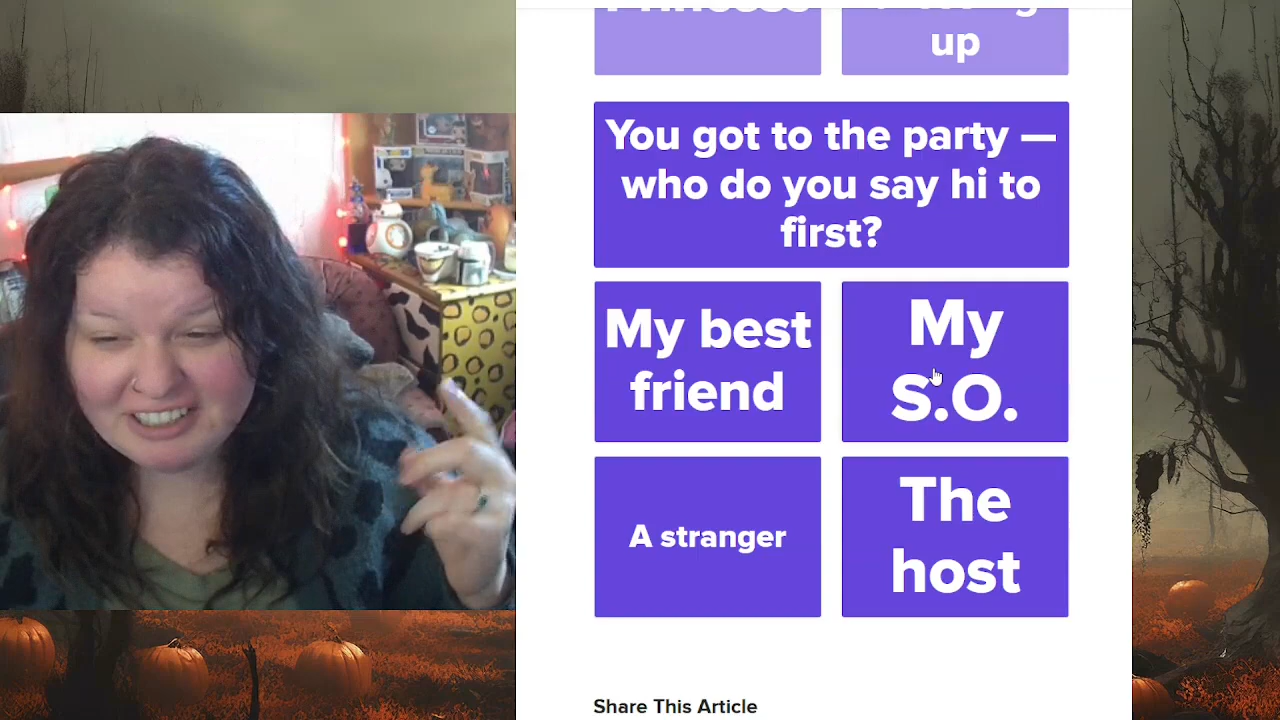 up
You got to the party —
who do you say hi to
first?
My best
friend
My
S.O.
A stranger
The
host
Share This Article